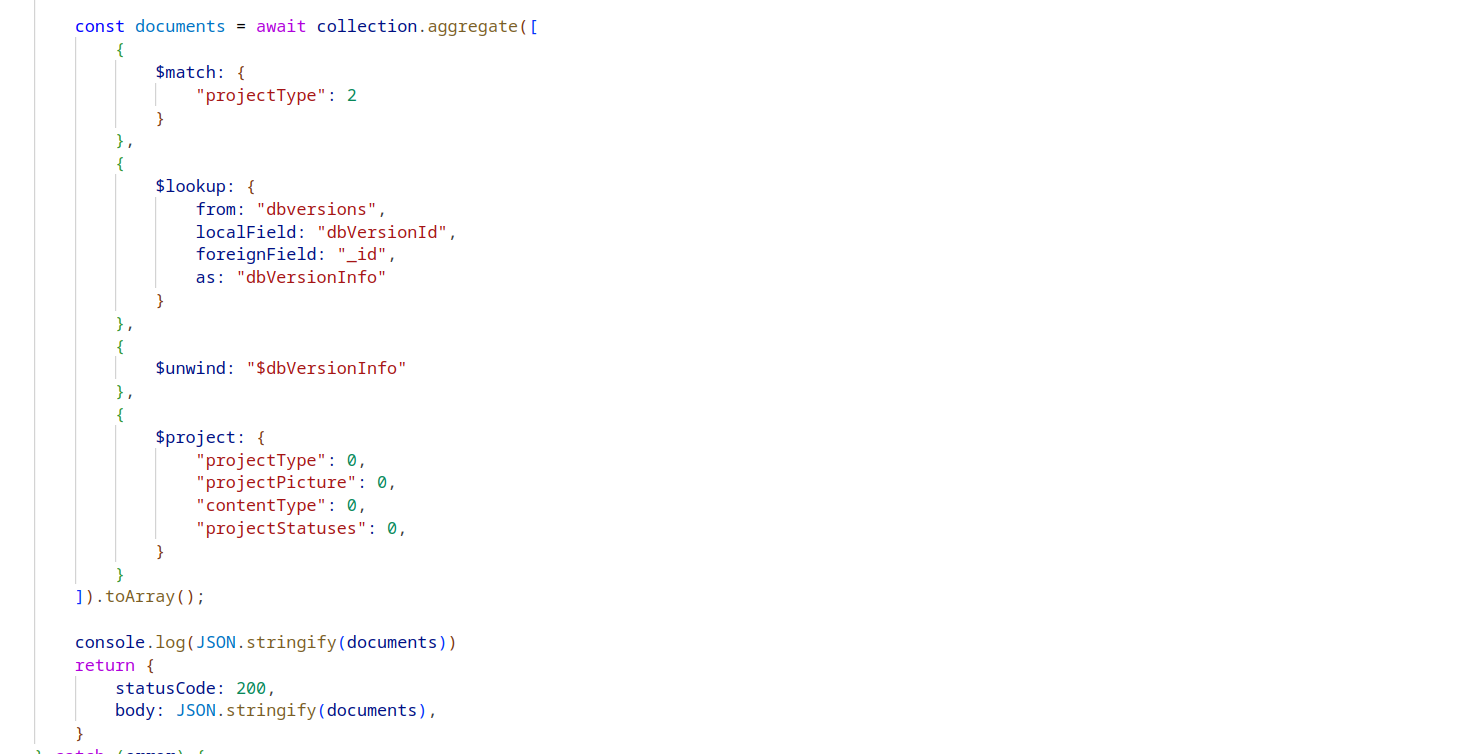 const documents = await collection.aggregate([
{
$match: {
"projectType": 2
}
},
{
$lookup: {
from: "dbversions",
localField: "dbVersionId",
foreignField: "_id",
as: "dbVersionInfo"
}
},
{
$unwind: "$dbVersionInfo"
},
{
$project: {
"projectType": 0,
"projectPicture": 0,
"contentType": 0,
"projectStatuses": 0,
}
}
]).toArray();
console.log(JSON.stringify(documents))
return {
statusCode: 200,
body: JSON.stringify(documents),
}
} catch (error) {